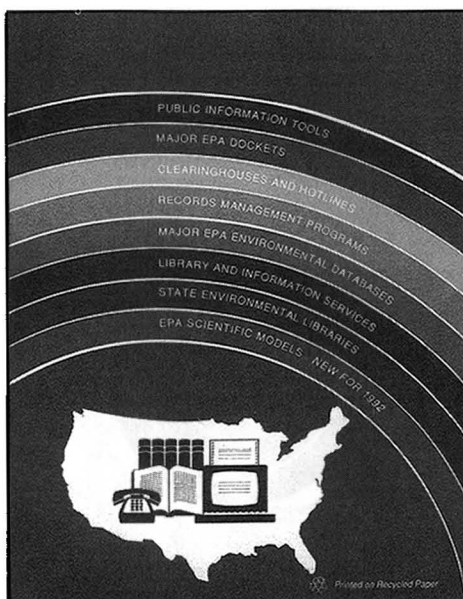 PUBLIC INFORMATION TOOLS
MAJOR EPA DOCKETS
CLEARINGHOUSES AND HOTLINES
RECORDS MANAGEMENT PROGRAMS
MAJOR EPA ENVIRONMENTAL DATABASES
LIBRARY AND INFORMATION SERVICES
STATE ENVIRONMENTAL LIBRARIES
EPA SCIENTIFIC MODELS: NEW FOR 1992
Printed on Recycled Paper